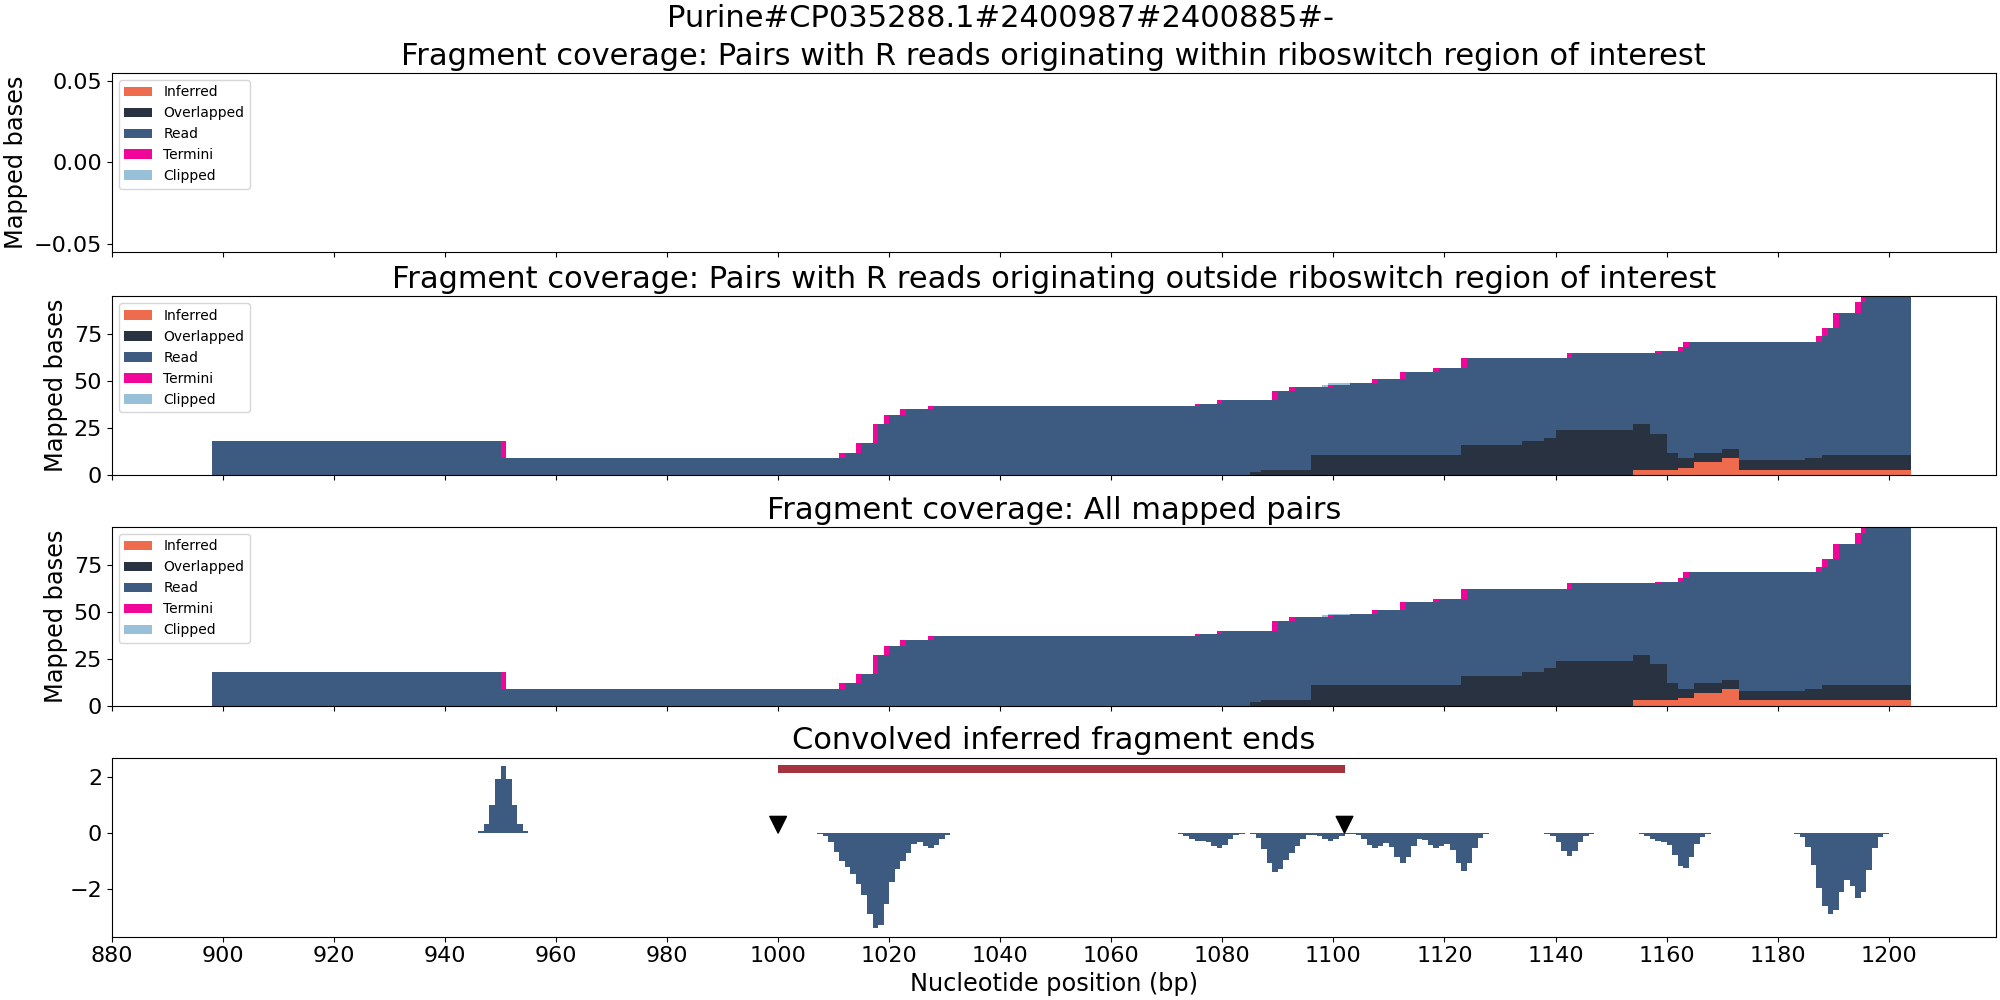 Purine#CP035288.1#2400987#2400885#-
Fragment coverage: Pairs with R reads originating within riboswitch region of interest
Mapped bases
0.05
0.00
−0.05
Inferred
Overlapped
Read
Termini
Clipped
Fragment coverage: Pairs with R reads originating outside riboswitch region of interest
Mapped bases
75
50
25
0
Inferred
Overlapped
Read
Termini
Clipped
Fragment coverage: All mapped pairs
Mapped bases
75
50
25
0
Inferred
Overlapped
Read
Termini
Clipped
Convolved inferred fragment ends
2
0
−2
880 900 920 940 960 980 1000 1020 1040 1060 1080 1100 1120 1140 1160 1180 1200
Nucleotide position (bp)